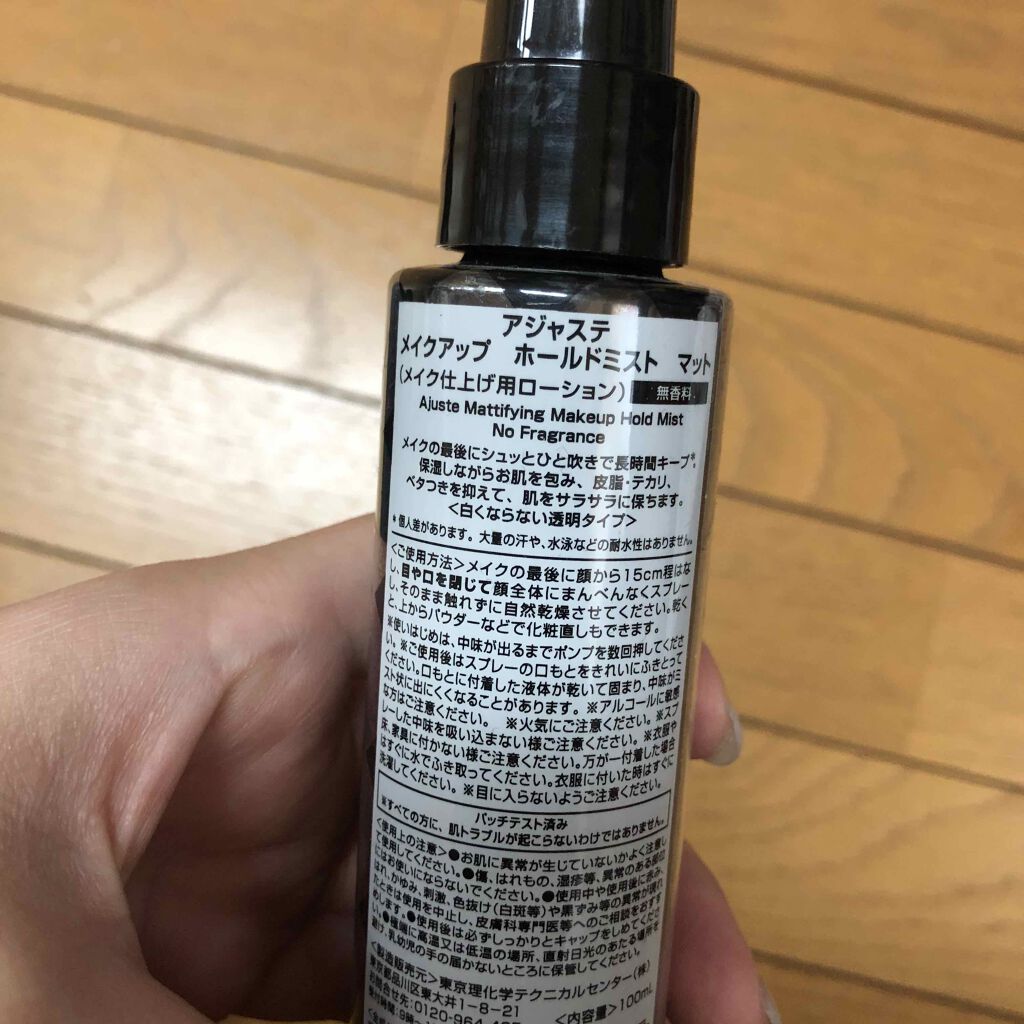 アジャステ
メイクアップ ホールドミスト マット
(メイク仕上げ用ローション) 無香料
Ajuste Mattifying Makeup Hold Mist
No Fragrance
メイクの最後にシュッとひと吹きで長時間キープ*。
保湿しながらお肌を包み、皮脂・テカリ、
ベタつきを抑えて、肌をサラサラに保ちます。
<白くならない透明タイプ>
*個人差があります。大量の汗や、水泳などの耐水性はありません。
<ご使用方法>メイクの最後に顔から15cm程はな
し、目や口を閉じて顔全体にまんべんなくスプレー
し、そのまま触れずに自然乾燥させてください。乾く
と、上からパウダーなどで化粧直しもできます。
※使いはじめは、中味が出るまでポンプを数回押してくださ
い。※ご使用後はスプレーの口もとをきれいにふきとって
ください。口もとに付着した液体が乾いて固まり、中味がミ
スト状に出にくくなることがあります。※アルコールに敏感
な方はご注意ください。 ※火気にご注意ください。※スプ
レーした中味を吸い込まない様ご注意ください。※衣服や
床、家具に付かない様ご注意ください。万が一付着した場合
はすぐに水でふき取ってください。衣服に付いた時はすぐに
洗濯してください。※目に入らないようご注意ください。
パッチテスト済み
※すべての方に、肌トラブルが起こらないわけではありません。
<使用上の注意>●お肌に異常が生じていないかよく注意し
て使用してください。●傷、はれもの、湿疹等、異常のある部位
にはお使いにならないでください。●使用中や使用後に赤み、
はれ、かゆみ、刺激、色抜け(白斑等)や黒ずみ等の異常が現れ
たときは使用を中止し、皮膚科専門医等へのご相談をおすす
めします。●使用後は必ずしっかりとキャップをしめてくださ
い。●極端に高温又は低温の場所、直射日光のあたる場所を
避け、乳幼児の手の届かないところに保管してください。
<製造販売元>東京理化学テクニカルセンター(株)
東京都品川区東大井1-8-21
お問合せ先:0120-964-
受付時間:9時～ <内容量>100mL